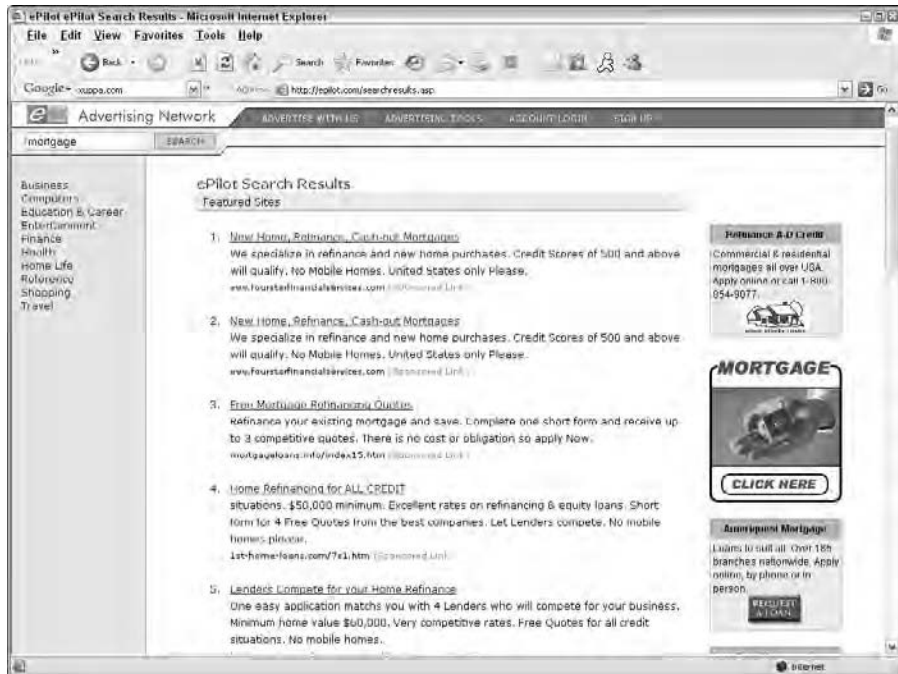 ePilot ePilot Search Results - Microsoft Internet Explorer
File Edit View Favorites Tools Help
Back Search Favorites
Google xuppa.com http://epilot.com/searchresults.asp Go
e Advertising Network ADVERTISE WITH US ADVERTISING TOOLS ACCOUNT LOGIN SIGN UP
mortgage SEARCH
Business
Computers
Education & Career
Entertainment
Finance
Health
Home Life
Reference
Shopping
Travel
ePilot Search Results
Featured Sites
1. New Home, Refinance, Cash-out Mortgages
We specialize in refinance and new home purchases. Credit Scores of 500 and above
will qualify. No Mobile Homes. United States only Please.
www.fourstarfinancialservices.com (Sponsored Link)
2. New Home, Refinance, Cash-out Mortgages
We specialize in refinance and new home purchases. Credit Scores of 500 and above
will qualify. No Mobile Homes. United States only Please.
www.fourstarfinancialservices.com (Sponsored Link)
3. Free Mortgage Refinancing Quotes
Refinance your existing mortgage and save. Complete one short form and receive up
to 3 competitive quotes. There is no cost or obligation so apply Now.
mortgageloans.info/index15.htm (Sponsored Link)
4. Home Refinancing for ALL CREDIT
situations. $50,000 minimum. Excellent rates on refinancing & equity loans. Short
form for 4 Free Quotes from the best companies. Let Lenders compete. No mobile
homes please.
1st-home-loans.com/?s1.htm (Sponsored Link)
5. Lenders Compete for your Home Refinance
One easy application matchs you with 4 Lenders who will compete for your business.
Minimum home value $60,000. Very competitive rates. Free Quotes for all credit
situations. No mobile homes.
Refinance A-D Credit
Commercial & residential
mortgages all over USA.
Apply online or call 1-800-
854-9077.
MORTGAGE
CLICK HERE
Ameriquest Mortgage
Loans to suit all. Over 185
branches nationwide. Apply
online, by phone or in
person.
REQUEST
A LOAN
Internet